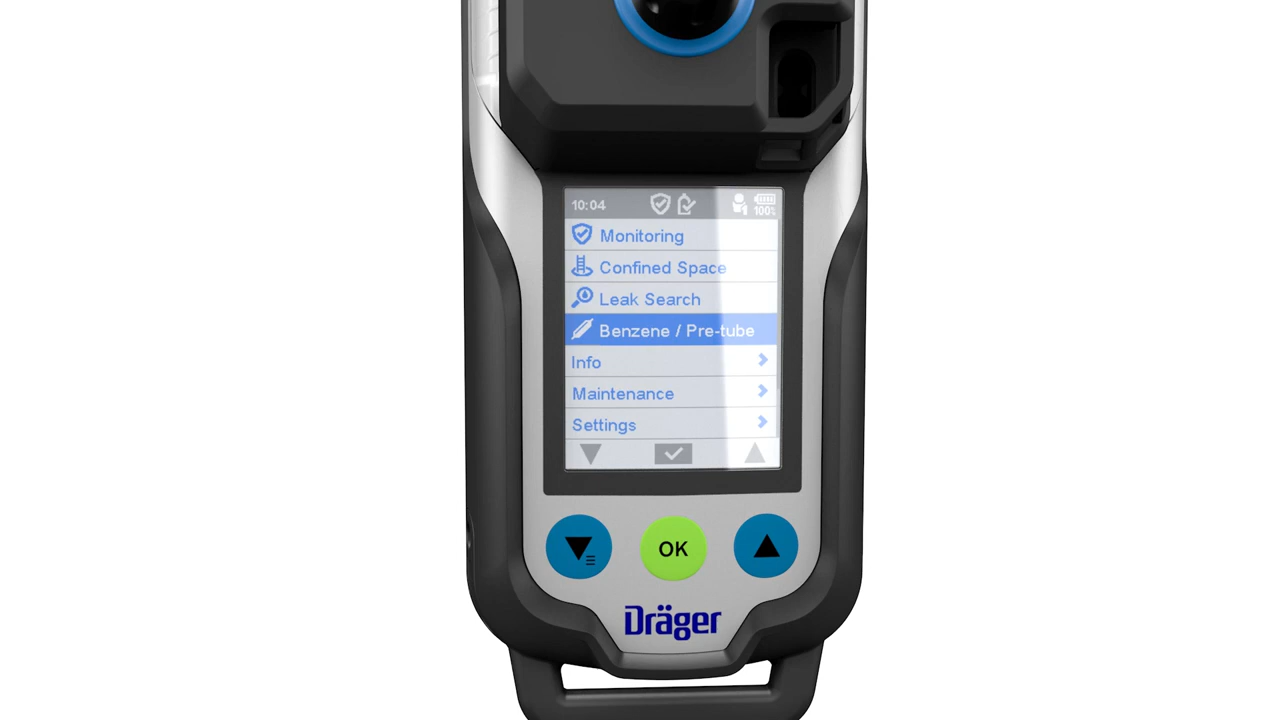 10:04
100%
Monitoring
Confined Space
Leak Search
Benzene / Pre-tube
Info
Maintenance
Settings
OK
Dräger